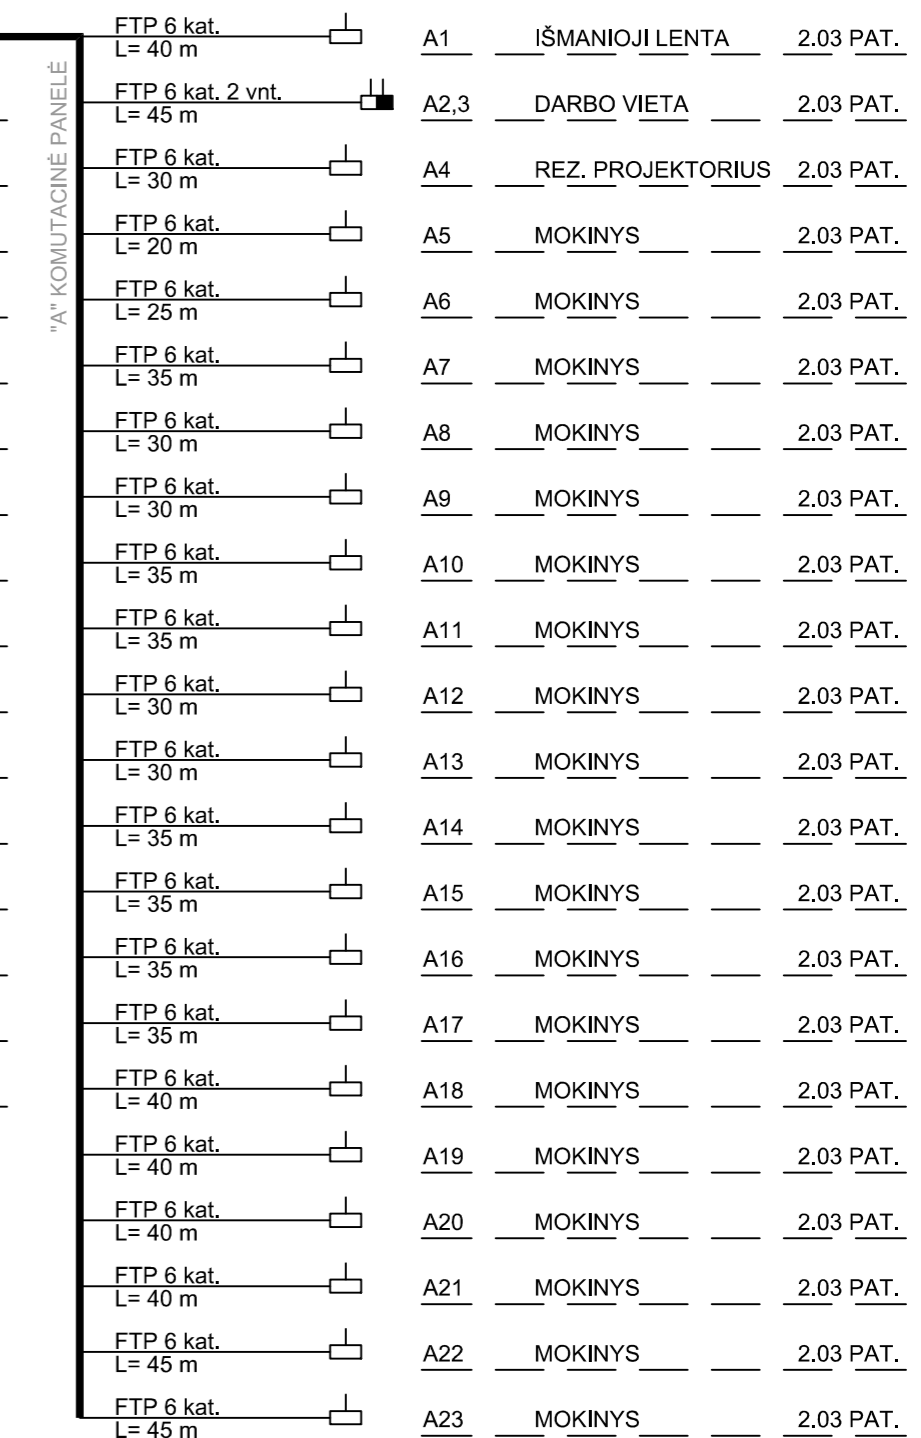 "A" KOMUTACINĖ PANELĖ
FTP 6 kat.
L= 40 m
A1 IŠMANIOJI LENTA 2.03 PAT.
FTP 6 kat. 2 vnt.
L= 45 m
A2,3 DARBO VIETA 2.03 PAT.
FTP 6 kat.
L= 30 m
A4 REZ. PROJEKTORIUS 2.03 PAT.
FTP 6 kat.
L= 20 m
A5 MOKINYS 2.03 PAT.
FTP 6 kat.
L= 25 m
A6 MOKINYS 2.03 PAT.
FTP 6 kat.
L= 35 m
A7 MOKINYS 2.03 PAT.
FTP 6 kat.
L= 30 m
A8 MOKINYS 2.03 PAT.
FTP 6 kat.
L= 30 m
A9 MOKINYS 2.03 PAT.
FTP 6 kat.
L= 35 m
A10 MOKINYS 2.03 PAT.
FTP 6 kat.
L= 35 m
A11 MOKINYS 2.03 PAT.
FTP 6 kat.
L= 30 m
A12 MOKINYS 2.03 PAT.
FTP 6 kat.
L= 30 m
A13 MOKINYS 2.03 PAT.
FTP 6 kat.
L= 35 m
A14 MOKINYS 2.03 PAT.
FTP 6 kat.
L= 35 m
A15 MOKINYS 2.03 PAT.
FTP 6 kat.
L= 35 m
A16 MOKINYS 2.03 PAT.
FTP 6 kat.
L= 35 m
A17 MOKINYS 2.03 PAT.
FTP 6 kat.
L= 40 m
A18 MOKINYS 2.03 PAT.
FTP 6 kat.
L= 40 m
A19 MOKINYS 2.03 PAT.
FTP 6 kat.
L= 40 m
A20 MOKINYS 2.03 PAT.
FTP 6 kat.
L= 40 m
A21 MOKINYS 2.03 PAT.
FTP 6 kat.
L= 45 m
A22 MOKINYS 2.03 PAT.
FTP 6 kat.
L= 45 m
A23 MOKINYS 2.03 PAT.